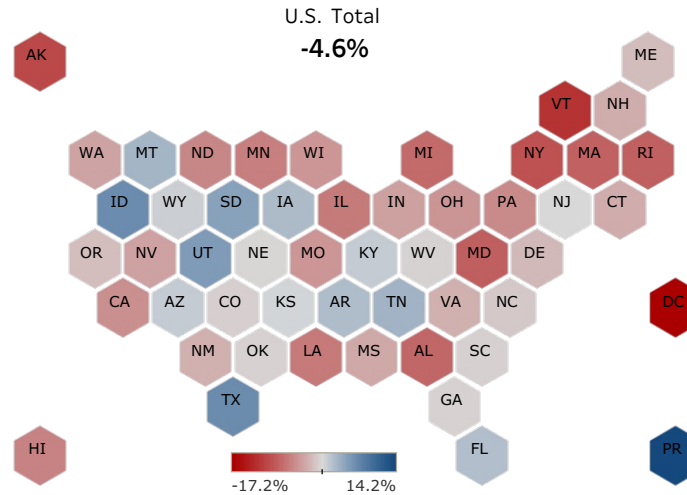 U.S. Total
-4.6%
AK
ME
VT NH
WA MT ND MN WI MI NY MA RI
ID WY SD IA IL IN OH PA NJ CT
OR NV UT NE MO KY WV MD DE
CA AZ CO KS AR TN VA NC DC
NM OK LA MS AL SC
TX GA
HI FL PR
-17.2% 14.2%